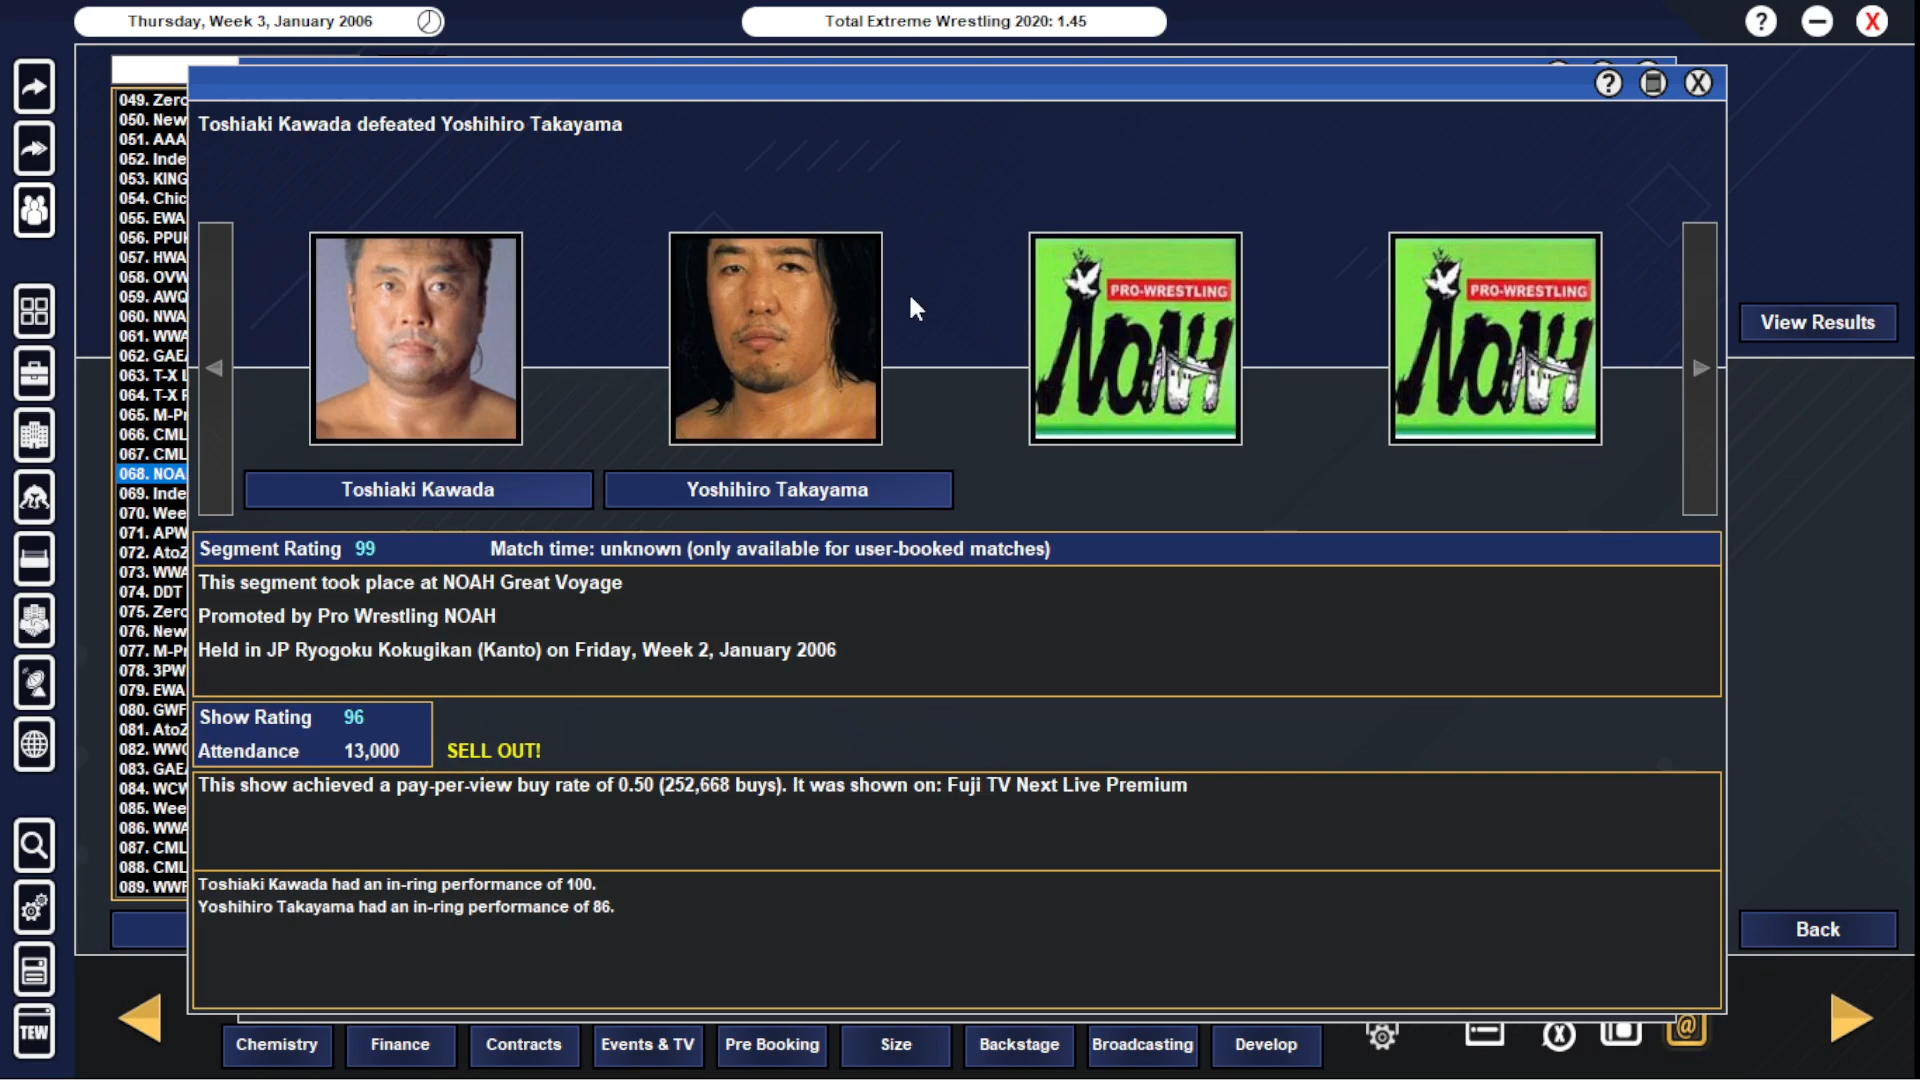 Thursday, Week 3, January 2006
Total Extreme Wrestling 2020: 1.45
Toshiaki Kawada defeated Yoshihiro Takayama
PRO-WRESTLING
NOAH
PRO-WRESTLING
NOAH
Toshiaki Kawada
Yoshihiro Takayama
Segment Rating 99
Match time: unknown (only available for user-booked matches)
This segment took place at NOAH Great Voyage
Promoted by Pro Wrestling NOAH
Held in JP Ryogoku Kokugikan (Kanto) on Friday, Week 2, January 2006
Show Rating 96
Attendance 13,000
SELL OUT!
This show achieved a pay-per-view buy rate of 0.50 (252,668 buys). It was shown on: Fuji TV Next Live Premium
Toshiaki Kawada had an in-ring performance of 100.
Yoshihiro Takayama had an in-ring performance of 86.
049. Zero
050. New
051. AAA
052. Inde
053. KING
054. Chic
055. EWA
056. PPUK
057. HWA
058. OVW
059. AWQ
060. NWA
061. WWA
062. GAEA
063. T-X L
064. T-X F
065. M-Pr
066. CML
067. CML
068. NOA
069. Inde
070. Wee
071. APW
072. AtoZ
073. WWA
074. DDT
075. Zero
076. New
077. M-Pr
078. 3PW
079. EWA
080. GWF
081. AtoZ
082. WWC
083. GAEA
084. WCW
085. Wee
086. WWA
087. CML
088. CML
089. WWF
View Results
Back
TEW
Chemistry
Finance
Contracts
Events & TV
Pre Booking
Size
Backstage
Broadcasting
Develop